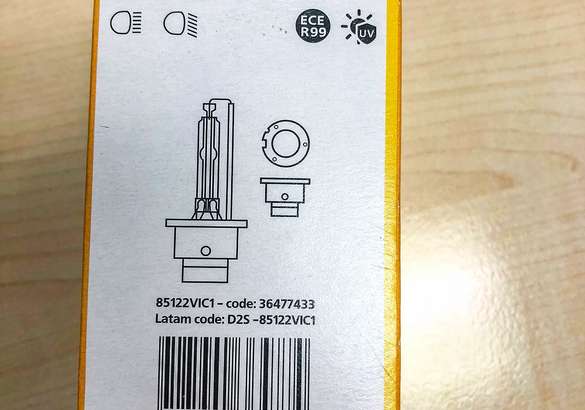 ECE
R99
UV
85122VIC1 – code: 36477433
Latam code: D2S –85122VIC1